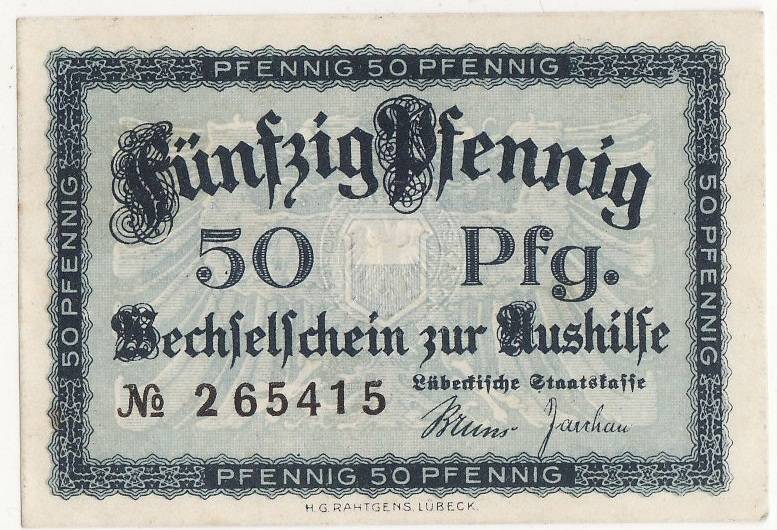 PFENNIG 50 PFENNIG
50 PFENNIG
Fünfzig Pfennig
50 Pfg.
Wechselschein zur Aushilfe
Lübeckische Staatskasse
№ 265415
Bruns
50 PFENNIG
PFENNIG 50 PFENNIG
H.G. RAHTGENS. LÜBECK.